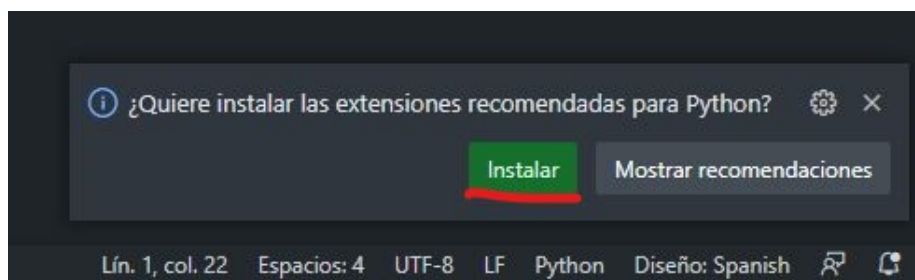 ¿Quiere instalar las extensiones recomendadas para Python?
Instalar Mostrar recomendaciones
Lín. 1, col. 22 Espacios: 4 UTF-8 LF Python Diseño: Spanish